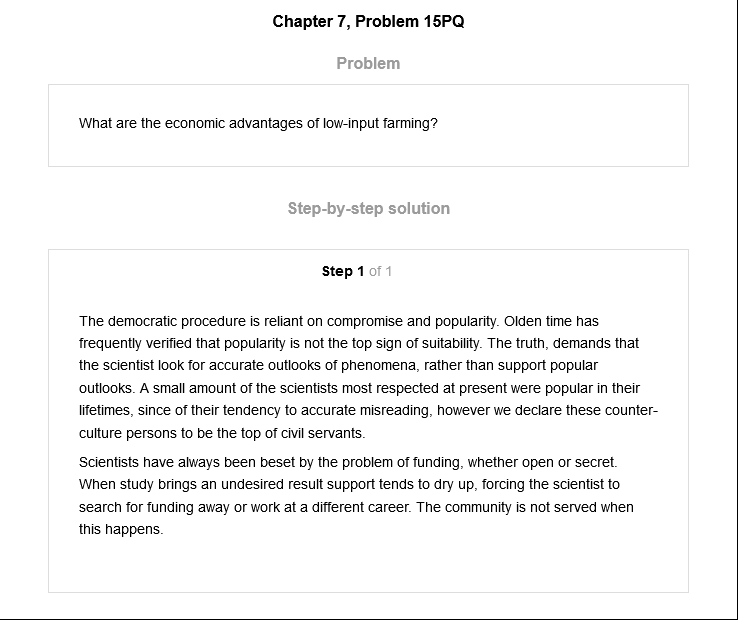 Chapter 7, Problem 15PQ
Problem
What are the economic advantages of low-input farming?
Step-by-step solution
Step 1 of 1
The democratic procedure is reliant on compromise and popularity. Olden time has
frequently verified that popularity is not the top sign of suitability. The truth, demands that
the scientist look for accurate outlooks of phenomena, rather than support popular
outlooks. A small amount of the scientists most respected at present were popular in their
lifetimes, since of their tendency to accurate misreading, however we declare these counter-
culture persons to be the top of civil servants.
Scientists have always been beset by the problem of funding, whether open or secret.
When study brings an undesired result support tends to dry up, forcing the scientist to
search for funding away or work at a different career. The community is not served when
this happens.